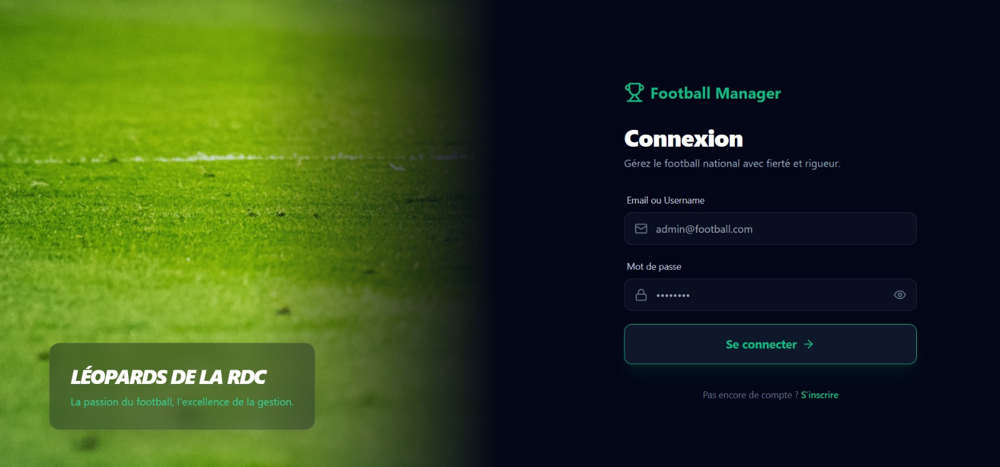 Football Manager
Connexion
Gérez le football national avec fierté et rigueur.
Email ou Username
admin@football.com
Mot de passe
••••••••
Se connecter →
Pas encore de compte ? S'inscrire
LÉOPARDS DE LA RDC
La passion du football, l'excellence de la gestion.